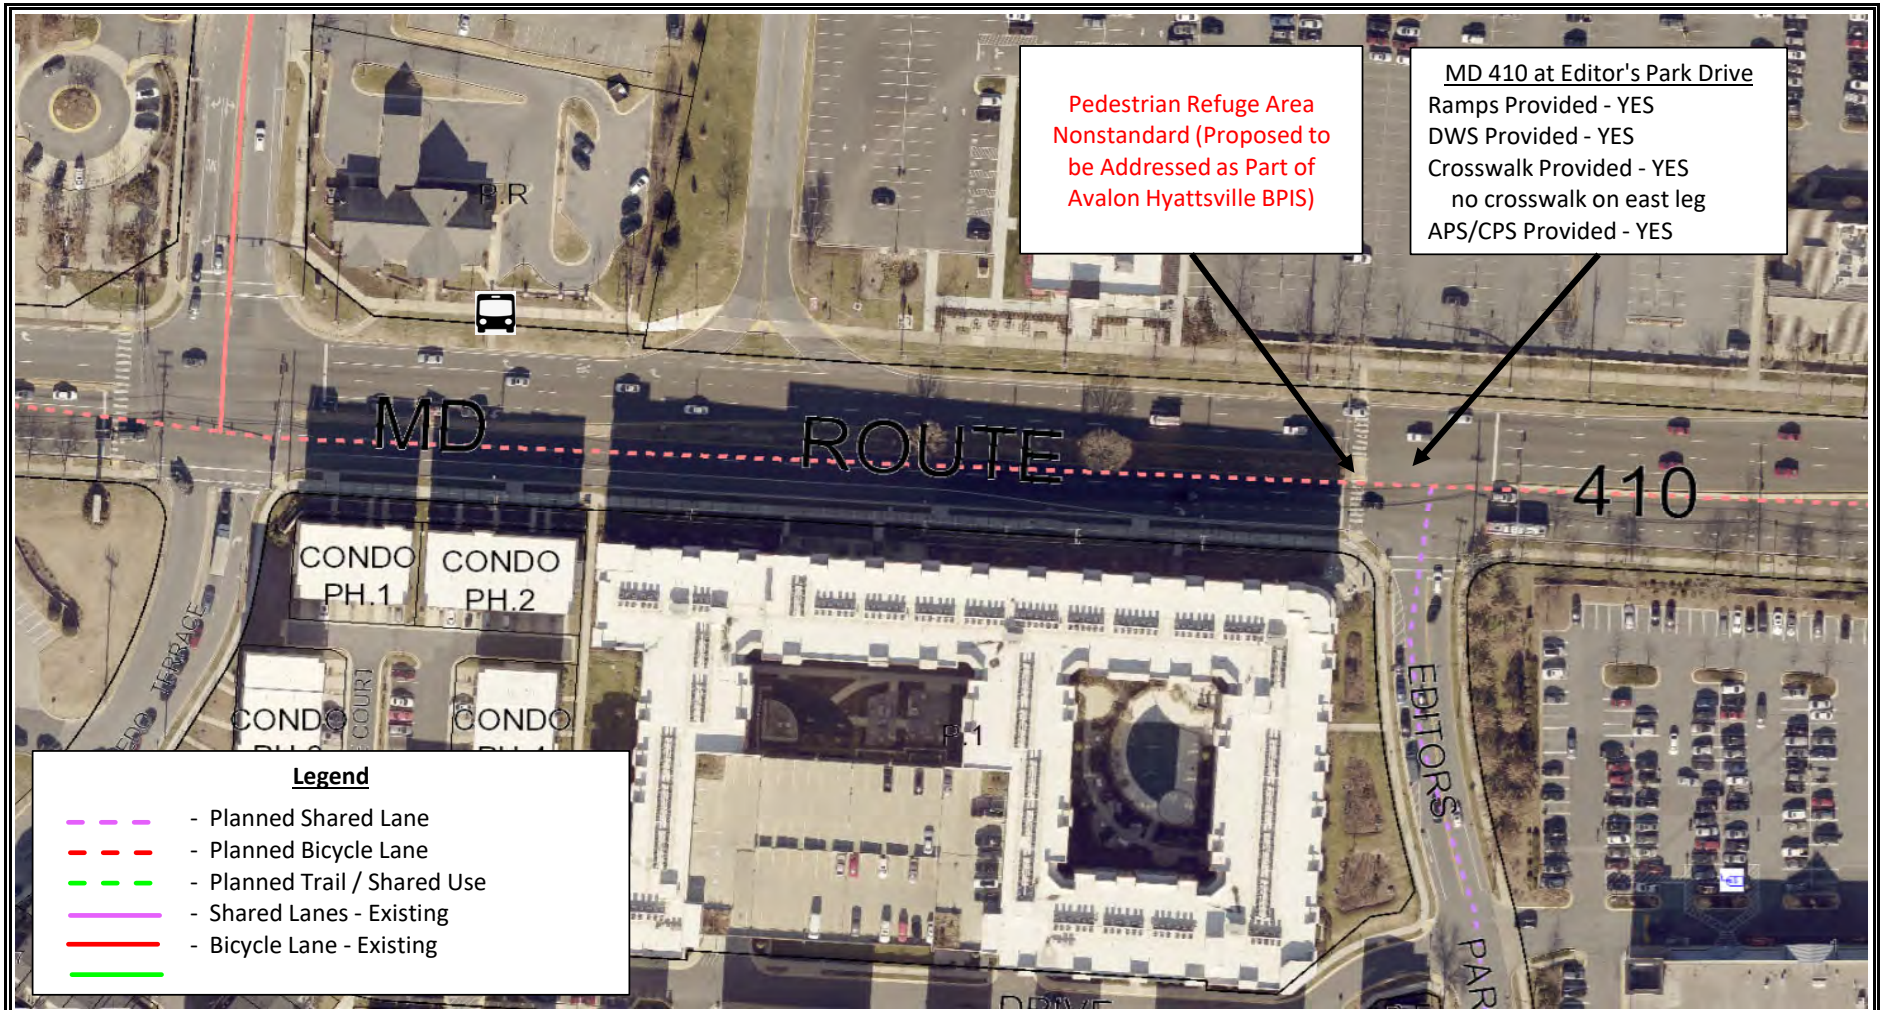 Pedestrian Refuge Area
Nonstandard (Proposed to
be Addressed as Part of
Avalon Hyattsville BPIS)
MD 410 at Editor's Park Drive
Ramps Provided - YES
DWS Provided - YES
Crosswalk Provided - YES
no crosswalk on east leg
APS/CPS Provided - YES
P.R
MD ROUTE 410
CONDO
PH.1
CONDO
PH.2
TERRACE
COURT
CONDO
CONDO
P.1
EDITORS
Legend
- Planned Shared Lane
- Planned Bicycle Lane
- Planned Trail / Shared Use
- Shared Lanes - Existing
- Bicycle Lane - Existing
DRIVE